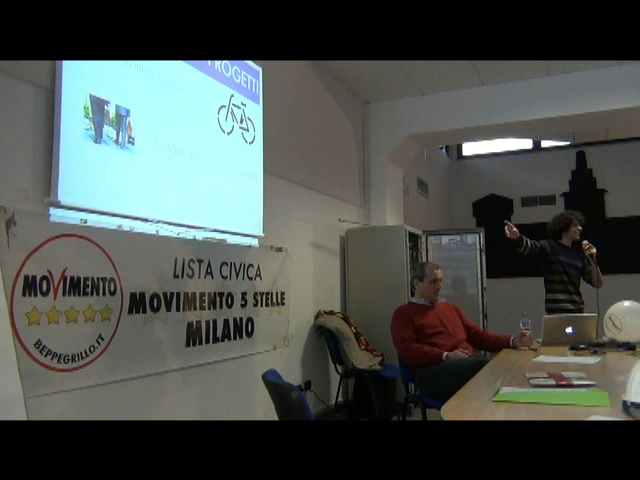 PROGETTI
MOVIMENTO
BEPPEGRILLO.IT
LISTA CIVICA
MOVIMENTO 5 STELLE
MILANO